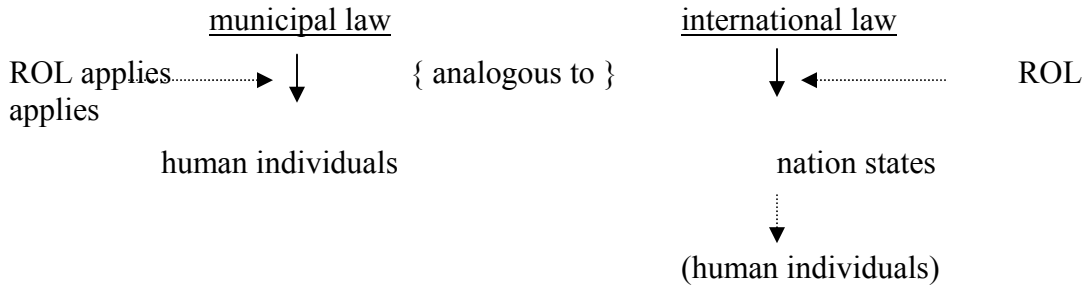 municipal law international law
ROL applies { analogous to } ROL
applies
human individuals nation states
(human individuals)